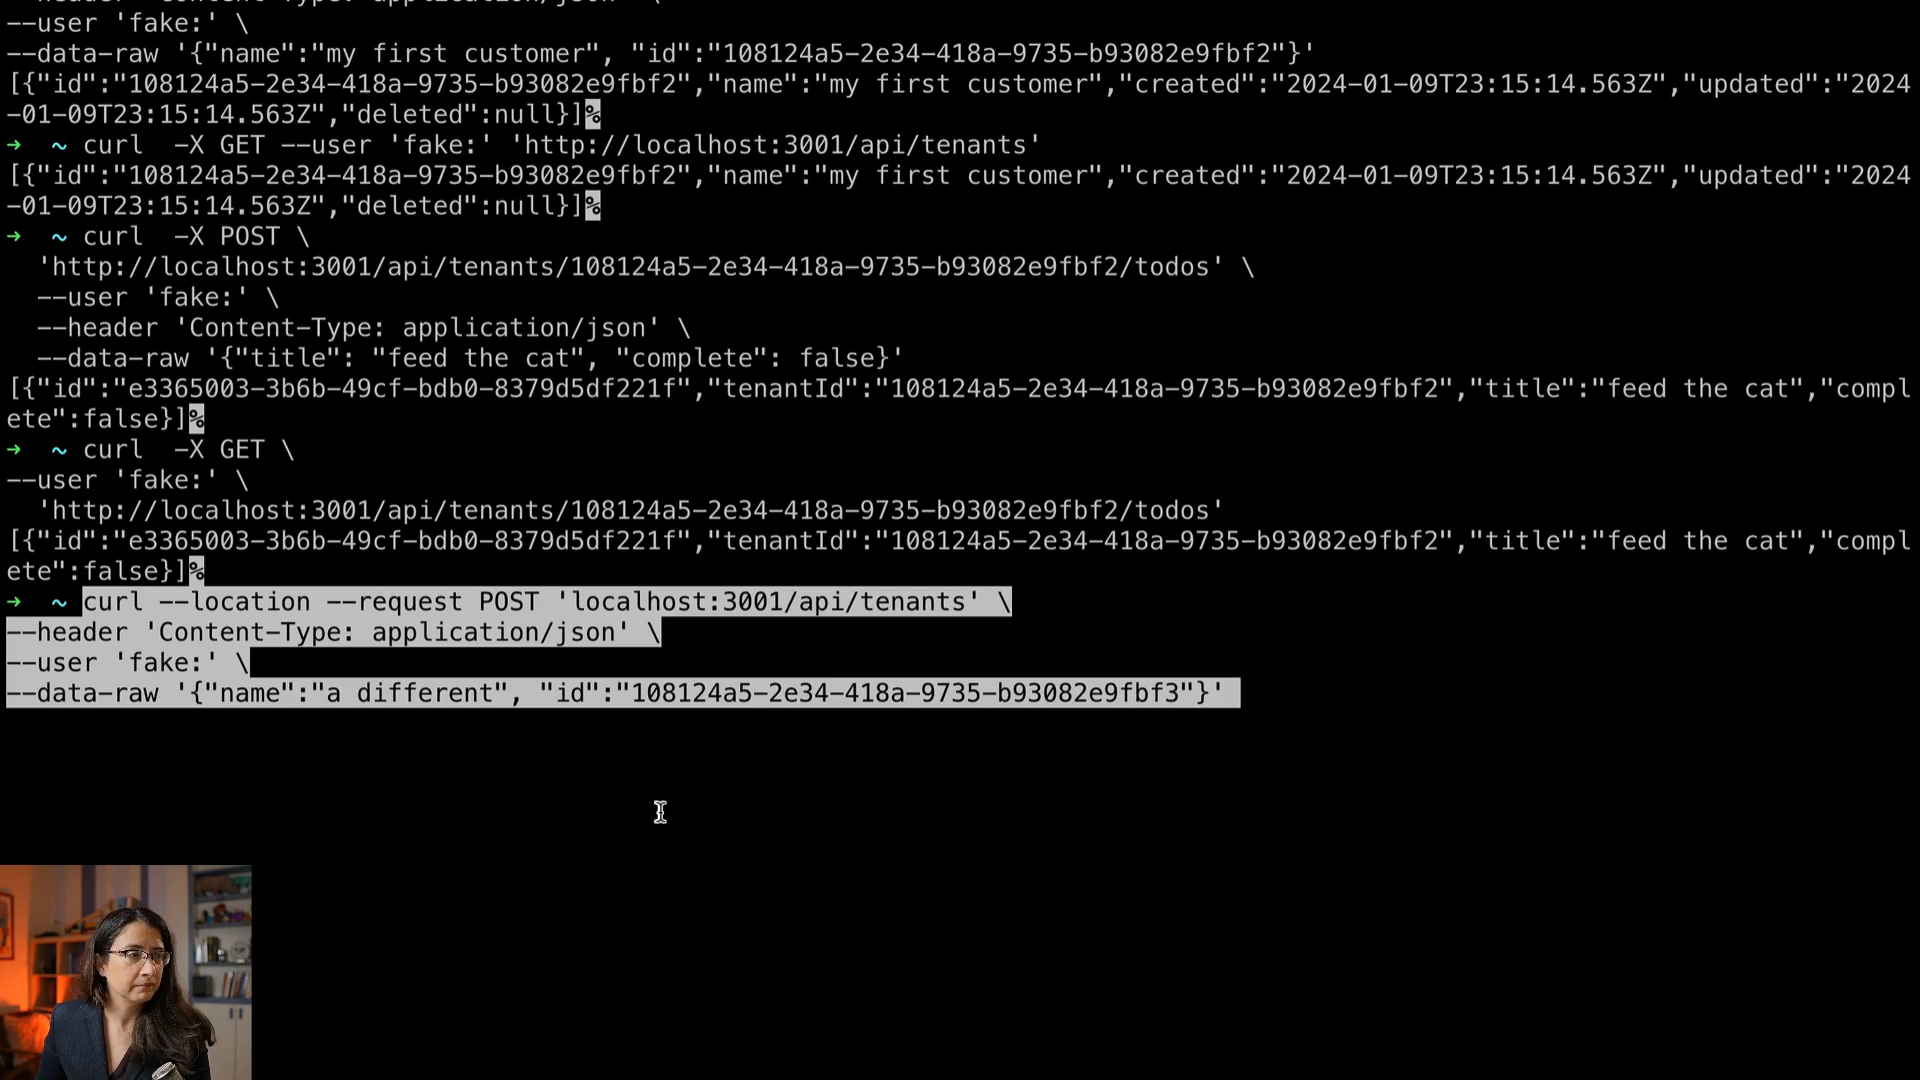 --header 'Content-Type: application/json' \
--user 'fake:' \
--data-raw '{"name":"my first customer", "id":"108124a5-2e34-418a-9735-b93082e9fbf2"}'
[{"id":"108124a5-2e34-418a-9735-b93082e9fbf2","name":"my first customer","created":"2024-01-09T23:15:14.563Z","updated":"2024
-01-09T23:15:14.563Z","deleted":null}]%
➜ ~ curl -X GET --user 'fake:' 'http://localhost:3001/api/tenants'
[{"id":"108124a5-2e34-418a-9735-b93082e9fbf2","name":"my first customer","created":"2024-01-09T23:15:14.563Z","updated":"2024
-01-09T23:15:14.563Z","deleted":null}]%
➜ ~ curl -X POST \
'http://localhost:3001/api/tenants/108124a5-2e34-418a-9735-b93082e9fbf2/todos' \
--user 'fake:' \
--header 'Content-Type: application/json' \
--data-raw '{"title": "feed the cat", "complete": false}'
[{"id":"e3365003-3b6b-49cf-bdb0-8379d5df221f","tenantId":"108124a5-2e34-418a-9735-b93082e9fbf2","title":"feed the cat","compl
ete":false}]%
➜ ~ curl -X GET \
--user 'fake:' \
'http://localhost:3001/api/tenants/108124a5-2e34-418a-9735-b93082e9fbf2/todos'
[{"id":"e3365003-3b6b-49cf-bdb0-8379d5df221f","tenantId":"108124a5-2e34-418a-9735-b93082e9fbf2","title":"feed the cat","compl
ete":false}]%
➜ ~ curl --location --request POST 'localhost:3001/api/tenants' \
--header 'Content-Type: application/json' \
--user 'fake:' \
--data-raw '{"name":"a different", "id":"108124a5-2e34-418a-9735-b93082e9fbf3"}'